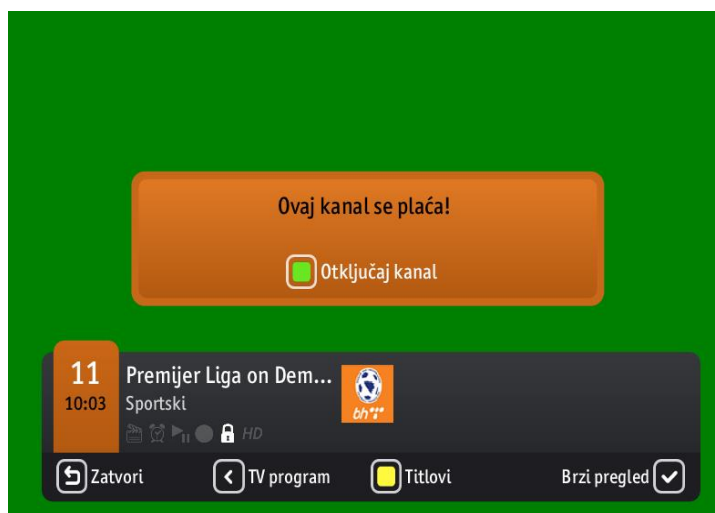 Ovaj kanal se plaća!
Otključaj kanal
11
Premijer Liga on Dem...
10:03
Sportski
bh
HD
Zatvori
TV program
Titlovi
Brzi pregled